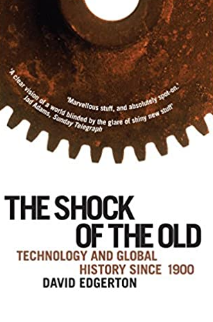 'Marvellous stuff, and absolutely spot-on.'
'A clear vision of a world blinded by the glare of shiny new stuff'
Jad Adams, Sunday Telegraph
THE SHOCK
OF THE OLD
TECHNOLOGY AND GLOBAL
HISTORY SINCE 1900
DAVID EDGERTON